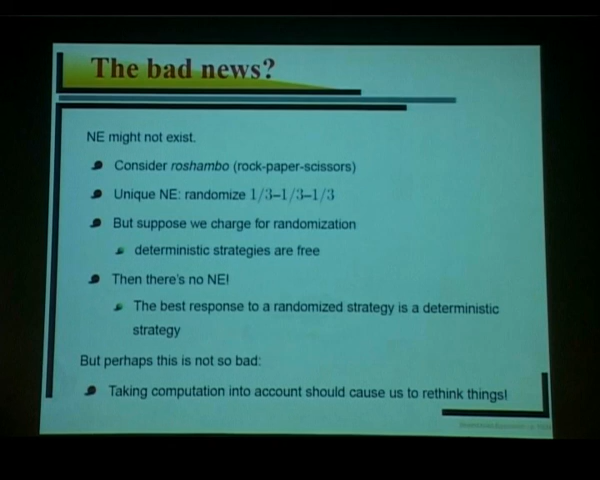 The bad news?
NE might not exist.
Consider roshambo (rock-paper-scissors)
Unique NE: randomize 1/3–1/3–1/3
But suppose we charge for randomization
deterministic strategies are free
Then there's no NE!
The best response to a randomized strategy is a deterministic
strategy
But perhaps this is not so bad:
Taking computation into account should cause us to rethink things!